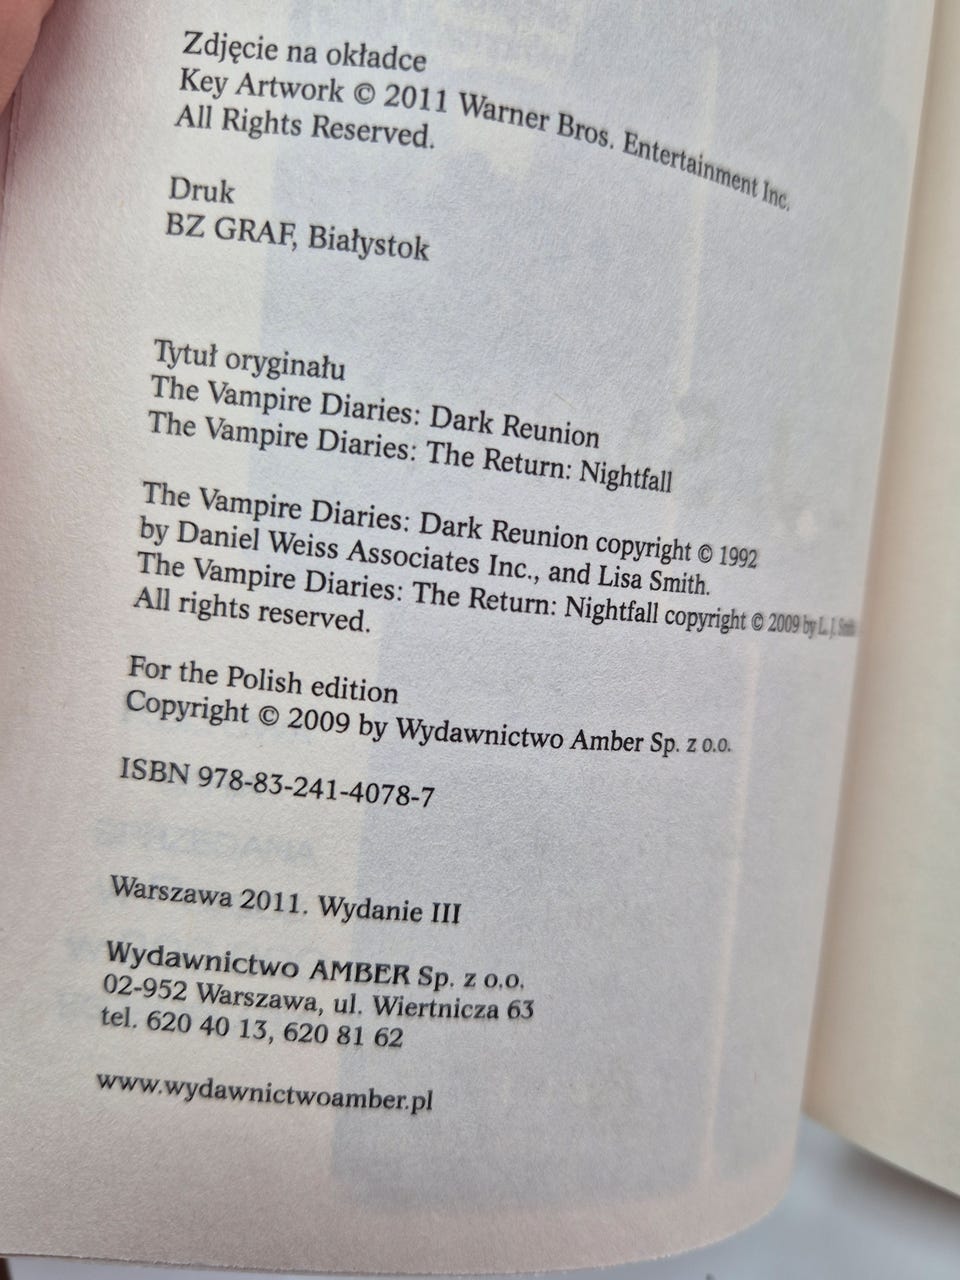 Zdjęcie na okładce
Key Artwork © 2011 Warner Bros. Entertainment Inc.
All Rights Reserved.
Druk
BZ GRAF, Białystok
Tytuł oryginału
The Vampire Diaries: Dark Reunion
The Vampire Diaries: The Return: Nightfall
The Vampire Diaries: Dark Reunion copyright © 1992
by Daniel Weiss Associates Inc., and Lisa Smith.
The Vampire Diaries: The Return: Nightfall copyright © 2009 by L. J. Smith
All rights reserved.
For the Polish edition
Copyright © 2009 by Wydawnictwo Amber Sp. z o.o.
ISBN 978-83-241-4078-7
Warszawa 2011. Wydanie III
Wydawnictwo AMBER Sp. z o.o.
02-952 Warszawa, ul. Wiertnicza 63
tel. 620 40 13, 620 81 62
www.wydawnictwoamber.pl